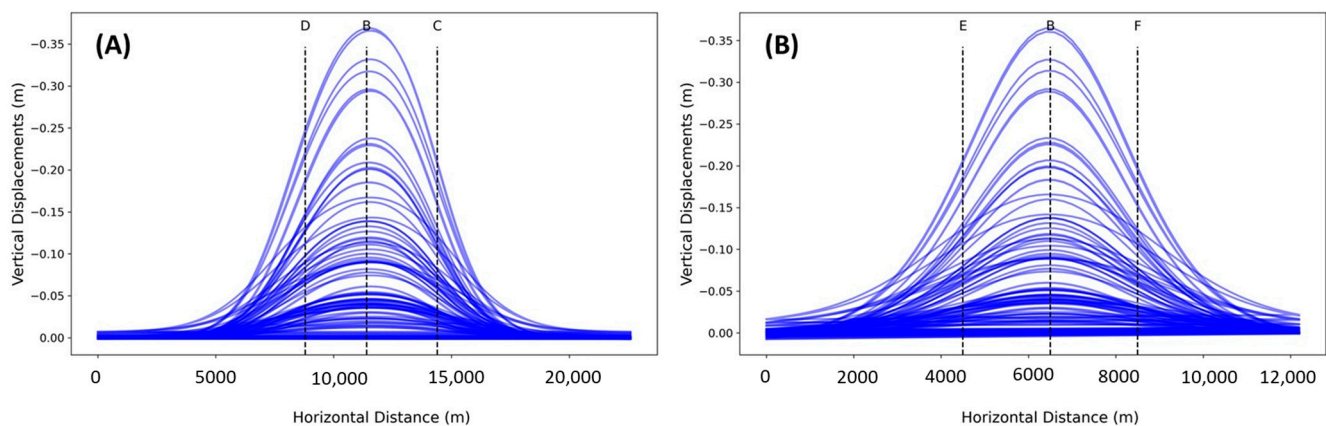 (A)
D B C
Vertical Displacements (m)
−0.35
−0.30
−0.25
−0.20
−0.15
−0.10
−0.05
0.00
0 5000 10,000 15,000 20,000
Horizontal Distance (m)
(B)
E B F
Vertical Displacements (m)
−0.35
−0.30
−0.25
−0.20
−0.15
−0.10
−0.05
0.00
0 2000 4000 6000 8000 10,000 12,000
Horizontal Distance (m)